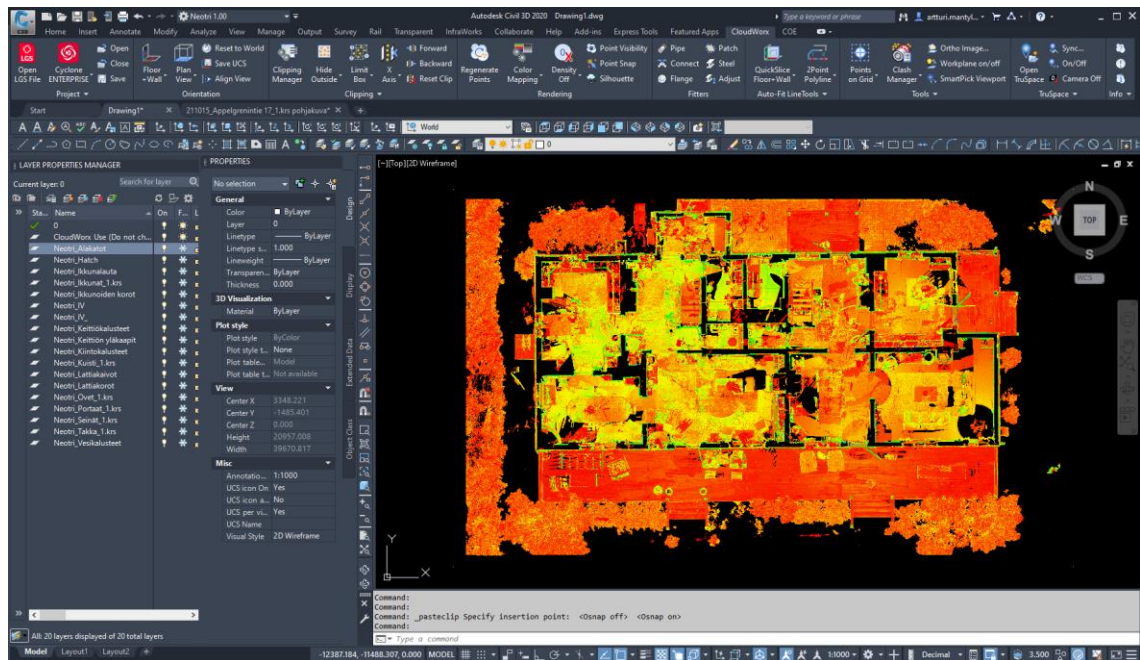 Neotri 1.00
Autodesk Civil 3D 2020 Drawing1.dwg
Type a keyword or phrase
artturi.mantyl...
Home Insert Annotate Modify Analyze View Manage Output Survey Rail Transparent InfraWorks Collaborate Help Add-ins Express Tools Featured Apps CloudWorx COE
Open LGS File
Cyclone ENTERPRISE
Open
Close
Save
Floor +Wall
Plan View
Reset to World
Save UCS
Align View
Clipping Manager
Hide Outside
Limit Box
X Axis
Forward
Backward
Reset Clip
Regenerate Points
Color Mapping
Density Off
Point Visibility
Point Snap
Silhouette
Pipe
Connect
Flange
Patch
Steel
Adjust
QuickSlice Floor+Wall
2Point Polyline
Points on Grid
Clash Manager
Ortho Image...
Workplane on/off
SmartPick Viewport
Open TruSpace
Sync...
On/Off
Camera Off
Project Orientation Clipping Rendering Fitters Auto-Fit LineTools Tools TruSpace Info
Start Drawing1* 211015_Appelgrenintie 17_1.krs pohjakuva*
World
LAYER PROPERTIES MANAGER
Current layer: 0
Search for layer
Sta... Name On F... L
0
CloudWorx Use (Do not ch...
Neotri_Alakatot
Neotri_Hatch
Neotri_Ikkunalauta
Neotri_Ikkunat_1.krs
Neotri_Ikkunoiden korot
Neotri_IV
Neotri_IV_
Neotri_Keittiökalusteet
Neotri_Keittiön yläkaapit
Neotri_Kiintokalusteet
Neotri_Kuisti_1.krs
Neotri_Lattiakaivot
Neotri_Lattiakorot
Neotri_Ovet_1.krs
Neotri_Portaat_1.krs
Neotri_Seinät_1.krs
Neotri_Takka_1.krs
Neotri_Vesikalusteet
All: 20 layers displayed of 20 total layers
PROPERTIES
No selection
General
Color ByLayer
Layer 0
Linetype ByLayer
Linetype s... 1.000
Lineweight ByLayer
Transparen... ByLayer
Thickness 0.000
3D Visualization
Material ByLayer
Plot style
Plot style ByColor
Plot style t... None
Plot table... Model
Plot table t... Not available
View
Center X 3348.221
Center Y -1485.401
Center Z 0.000
Height 20957.008
Width 39670.817
Misc
Annotatio... 1:1000
UCS icon On Yes
UCS icon a... No
UCS per vi... Yes
UCS Name
Visual Style 2D Wireframe
Design
Display
Extended Data
Object Class
[-][Top][2D Wireframe]
N
W TOP E
S
WCS
Y
X
Command:
Command:
Command: _pasteclip Specify insertion point: <Osnap off> <Osnap on>
Command:
Type a command
Model Layout1 Layout2 +
-12387.184, -11488.307, 0.000 MODEL
1:1000
Decimal
3.500